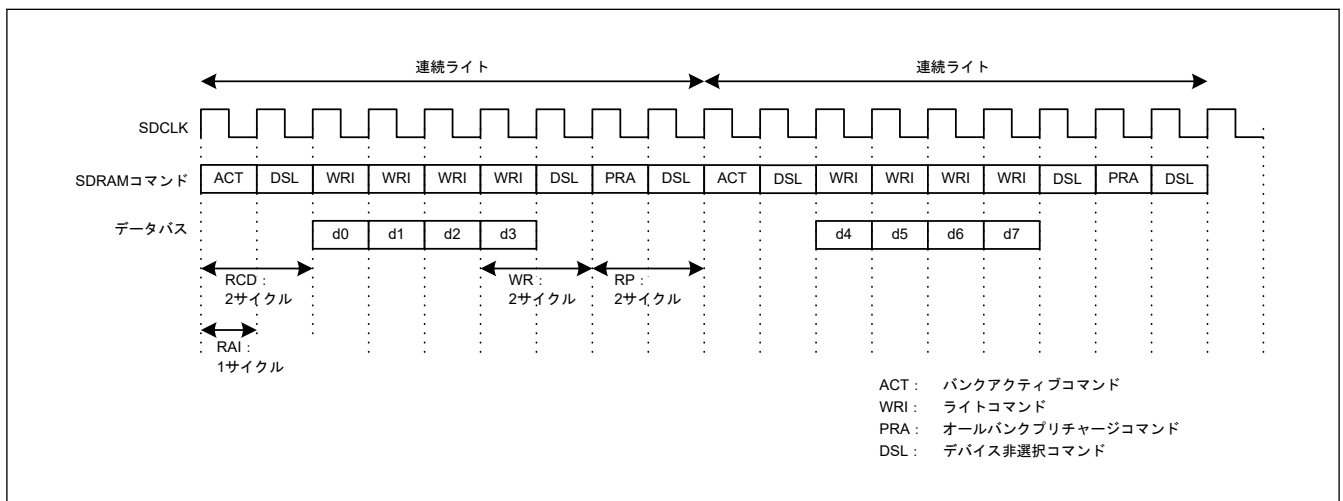 連続ライト 連続ライト
SDCLK
SDRAMコマンド ACT DSL WRI WRI WRI WRI DSL PRA DSL ACT DSL WRI WRI WRI WRI DSL PRA DSL
データバス d0 d1 d2 d3 d4 d5 d6 d7
RCD： WR： RP：
2サイクル 2サイクル 2サイクル
RAI：
1サイクル
ACT： バンクアクティブコマンド
WRI： ライトコマンド
PRA： オールバンクプリチャージコマンド
DSL： デバイス非選択コマンド